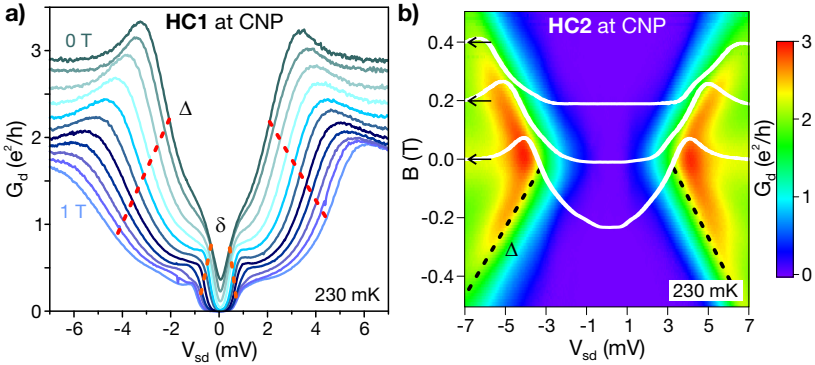 a)
HC1 at CNP
0 T
Δ
δ
1 T
230 mK
G_d (e²/h)
3
2
1
0
-6
-4
-2
0
2
4
6
V_sd (mV)
b)
HC2 at CNP
Δ
230 mK
B (T)
0.4
0.2
0.0
-0.2
-0.4
-7
-5
-3
-1
1
3
5
7
V_sd (mV)
3
2
1
0
G_d (e²/h)